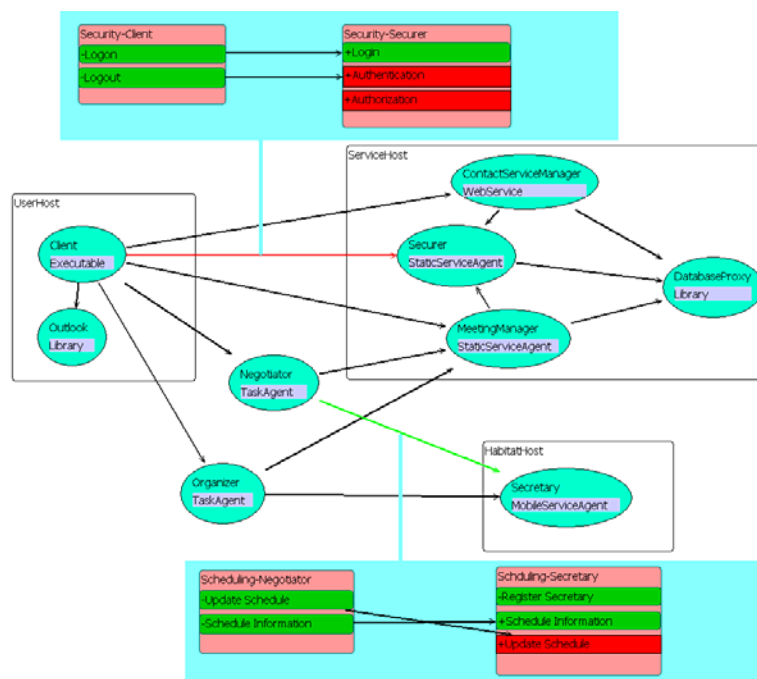 Security-Client
-Logon
-Logout
Security-Securer
+Login
+Authentication
+Authorization
ServiceHost
ContactServiceManager
WebService
UserHost
Client
Executable
Securer
StaticServiceAgent
DatabaseProxy
Library
Outlook
Library
MeetingManager
StaticServiceAgent
Negotiator
TaskAgent
HabitatHost
Organizer
TaskAgent
Secretary
MobileServiceAgent
Scheduling-Negotiator
-Update Schedule
-Schedule Information
Schduling-Secretary
-Register Secretary
+Schedule Information
+Update Schedule